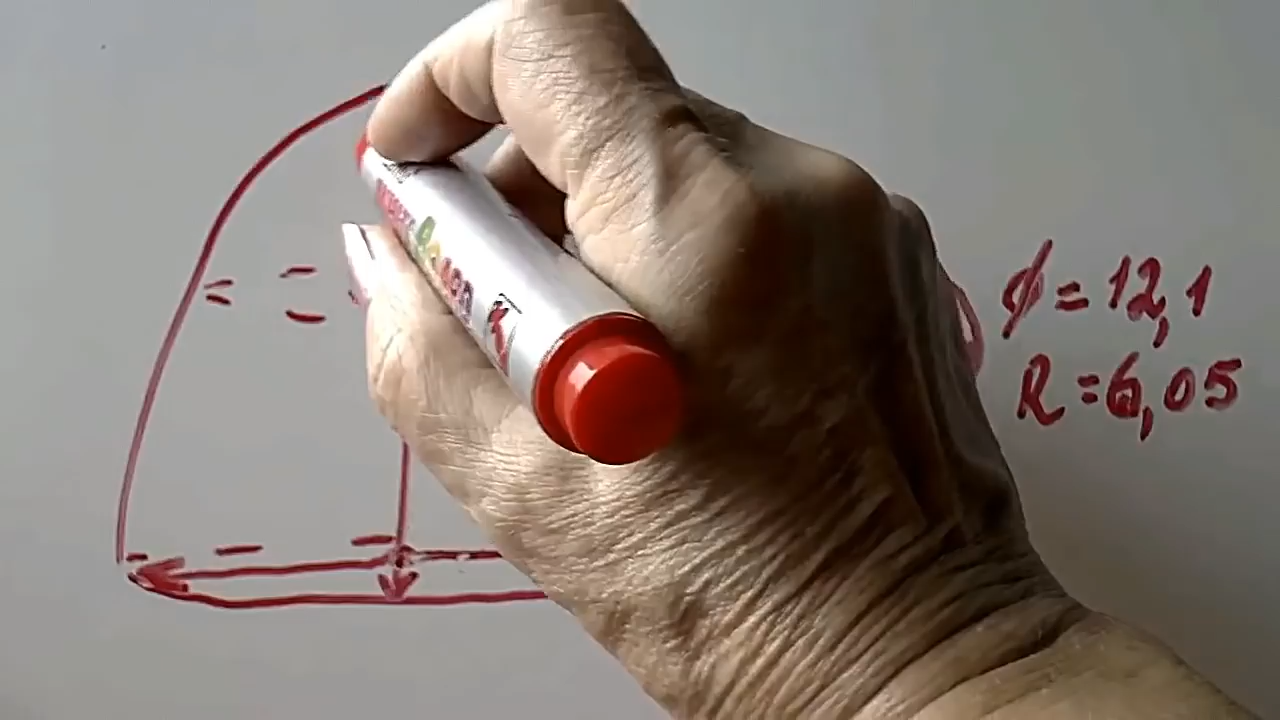 ϕ = 12,1
R = 6,05